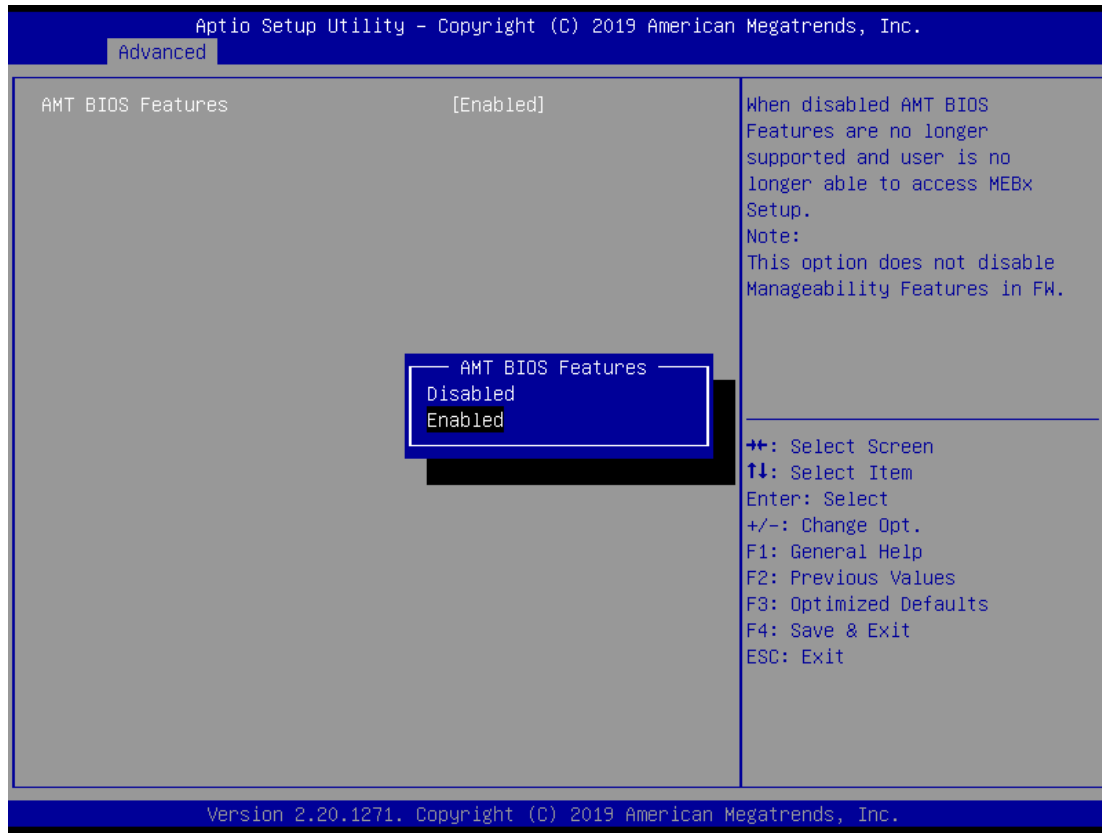 Aptio Setup Utility – Copyright (C) 2019 American Megatrends, Inc.
Advanced
AMT BIOS Features [Enabled]
When disabled AMT BIOS
Features are no longer
supported and user is no
longer able to access MEBx
Setup.
Note:
This option does not disable
Manageability Features in FW.
AMT BIOS Features
Disabled
Enabled
→←: Select Screen
↑↓: Select Item
Enter: Select
+/-: Change Opt.
F1: General Help
F2: Previous Values
F3: Optimized Defaults
F4: Save & Exit
ESC: Exit
Version 2.20.1271. Copyright (C) 2019 American Megatrends, Inc.